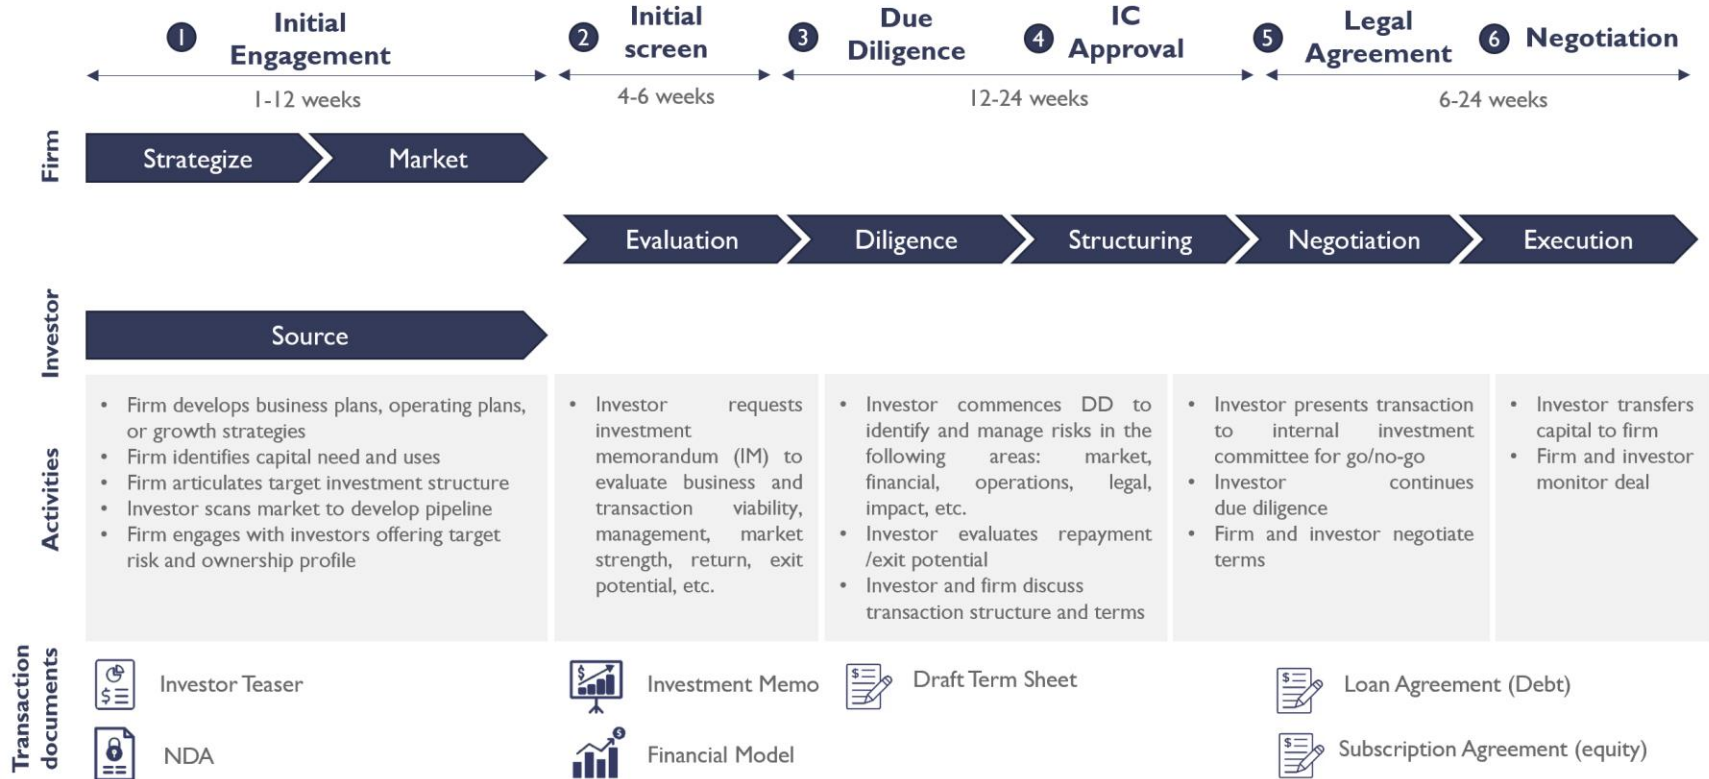 1 Initial Engagement
2 Initial screen
3 Due Diligence
4 IC Approval
5 Legal Agreement
6 Negotiation
1-12 weeks
4-6 weeks
12-24 weeks
6-24 weeks
Firm
Strategize
Market
Evaluation
Diligence
Structuring
Negotiation
Execution
Investor
Source
Activities
• Firm develops business plans, operating plans,
or growth strategies
• Firm identifies capital need and uses
• Firm articulates target investment structure
• Investor scans market to develop pipeline
• Firm engages with investors offering target
risk and ownership profile
• Investor requests
investment
memorandum (IM) to
evaluate business and
transaction viability,
management, market
strength, return, exit
potential, etc.
• Investor commences DD to
identify and manage risks in the
following areas: market,
financial, operations, legal,
impact, etc.
• Investor evaluates repayment
/exit potential
• Investor and firm discuss
transaction structure and terms
• Investor presents transaction
to internal investment
committee for go/no-go
• Investor continues
due diligence
• Firm and investor negotiate
terms
• Investor transfers
capital to firm
• Firm and investor
monitor deal
Transaction
documents
Investor Teaser
NDA
Investment Memo
Financial Model
Draft Term Sheet
Loan Agreement (Debt)
Subscription Agreement (equity)